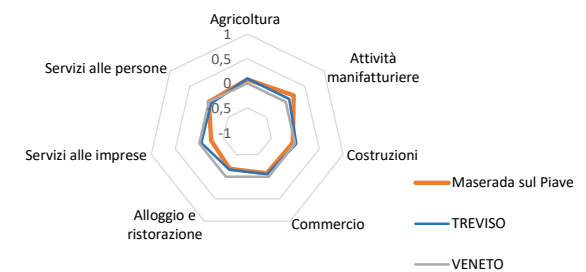 Agricoltura
1
0,5
0
0,5
-1
Attività
manifatturiere
Costruzioni
Commercio
Alloggio e
ristorazione
Servizi alle imprese
Servizi alle persone
Maserada sul Piave
TREVISO
VENETO